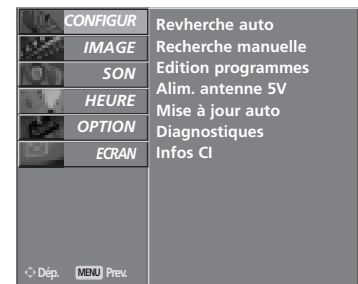 CONFIGUR
IMAGE
SON
HEURE
OPTION
ECRAN
Revherche auto
Recherche manuelle
Edition programmes
Alim. antenne 5V
Mise à jour auto
Diagnostiques
Infos CI
Dép. MENU Prev.